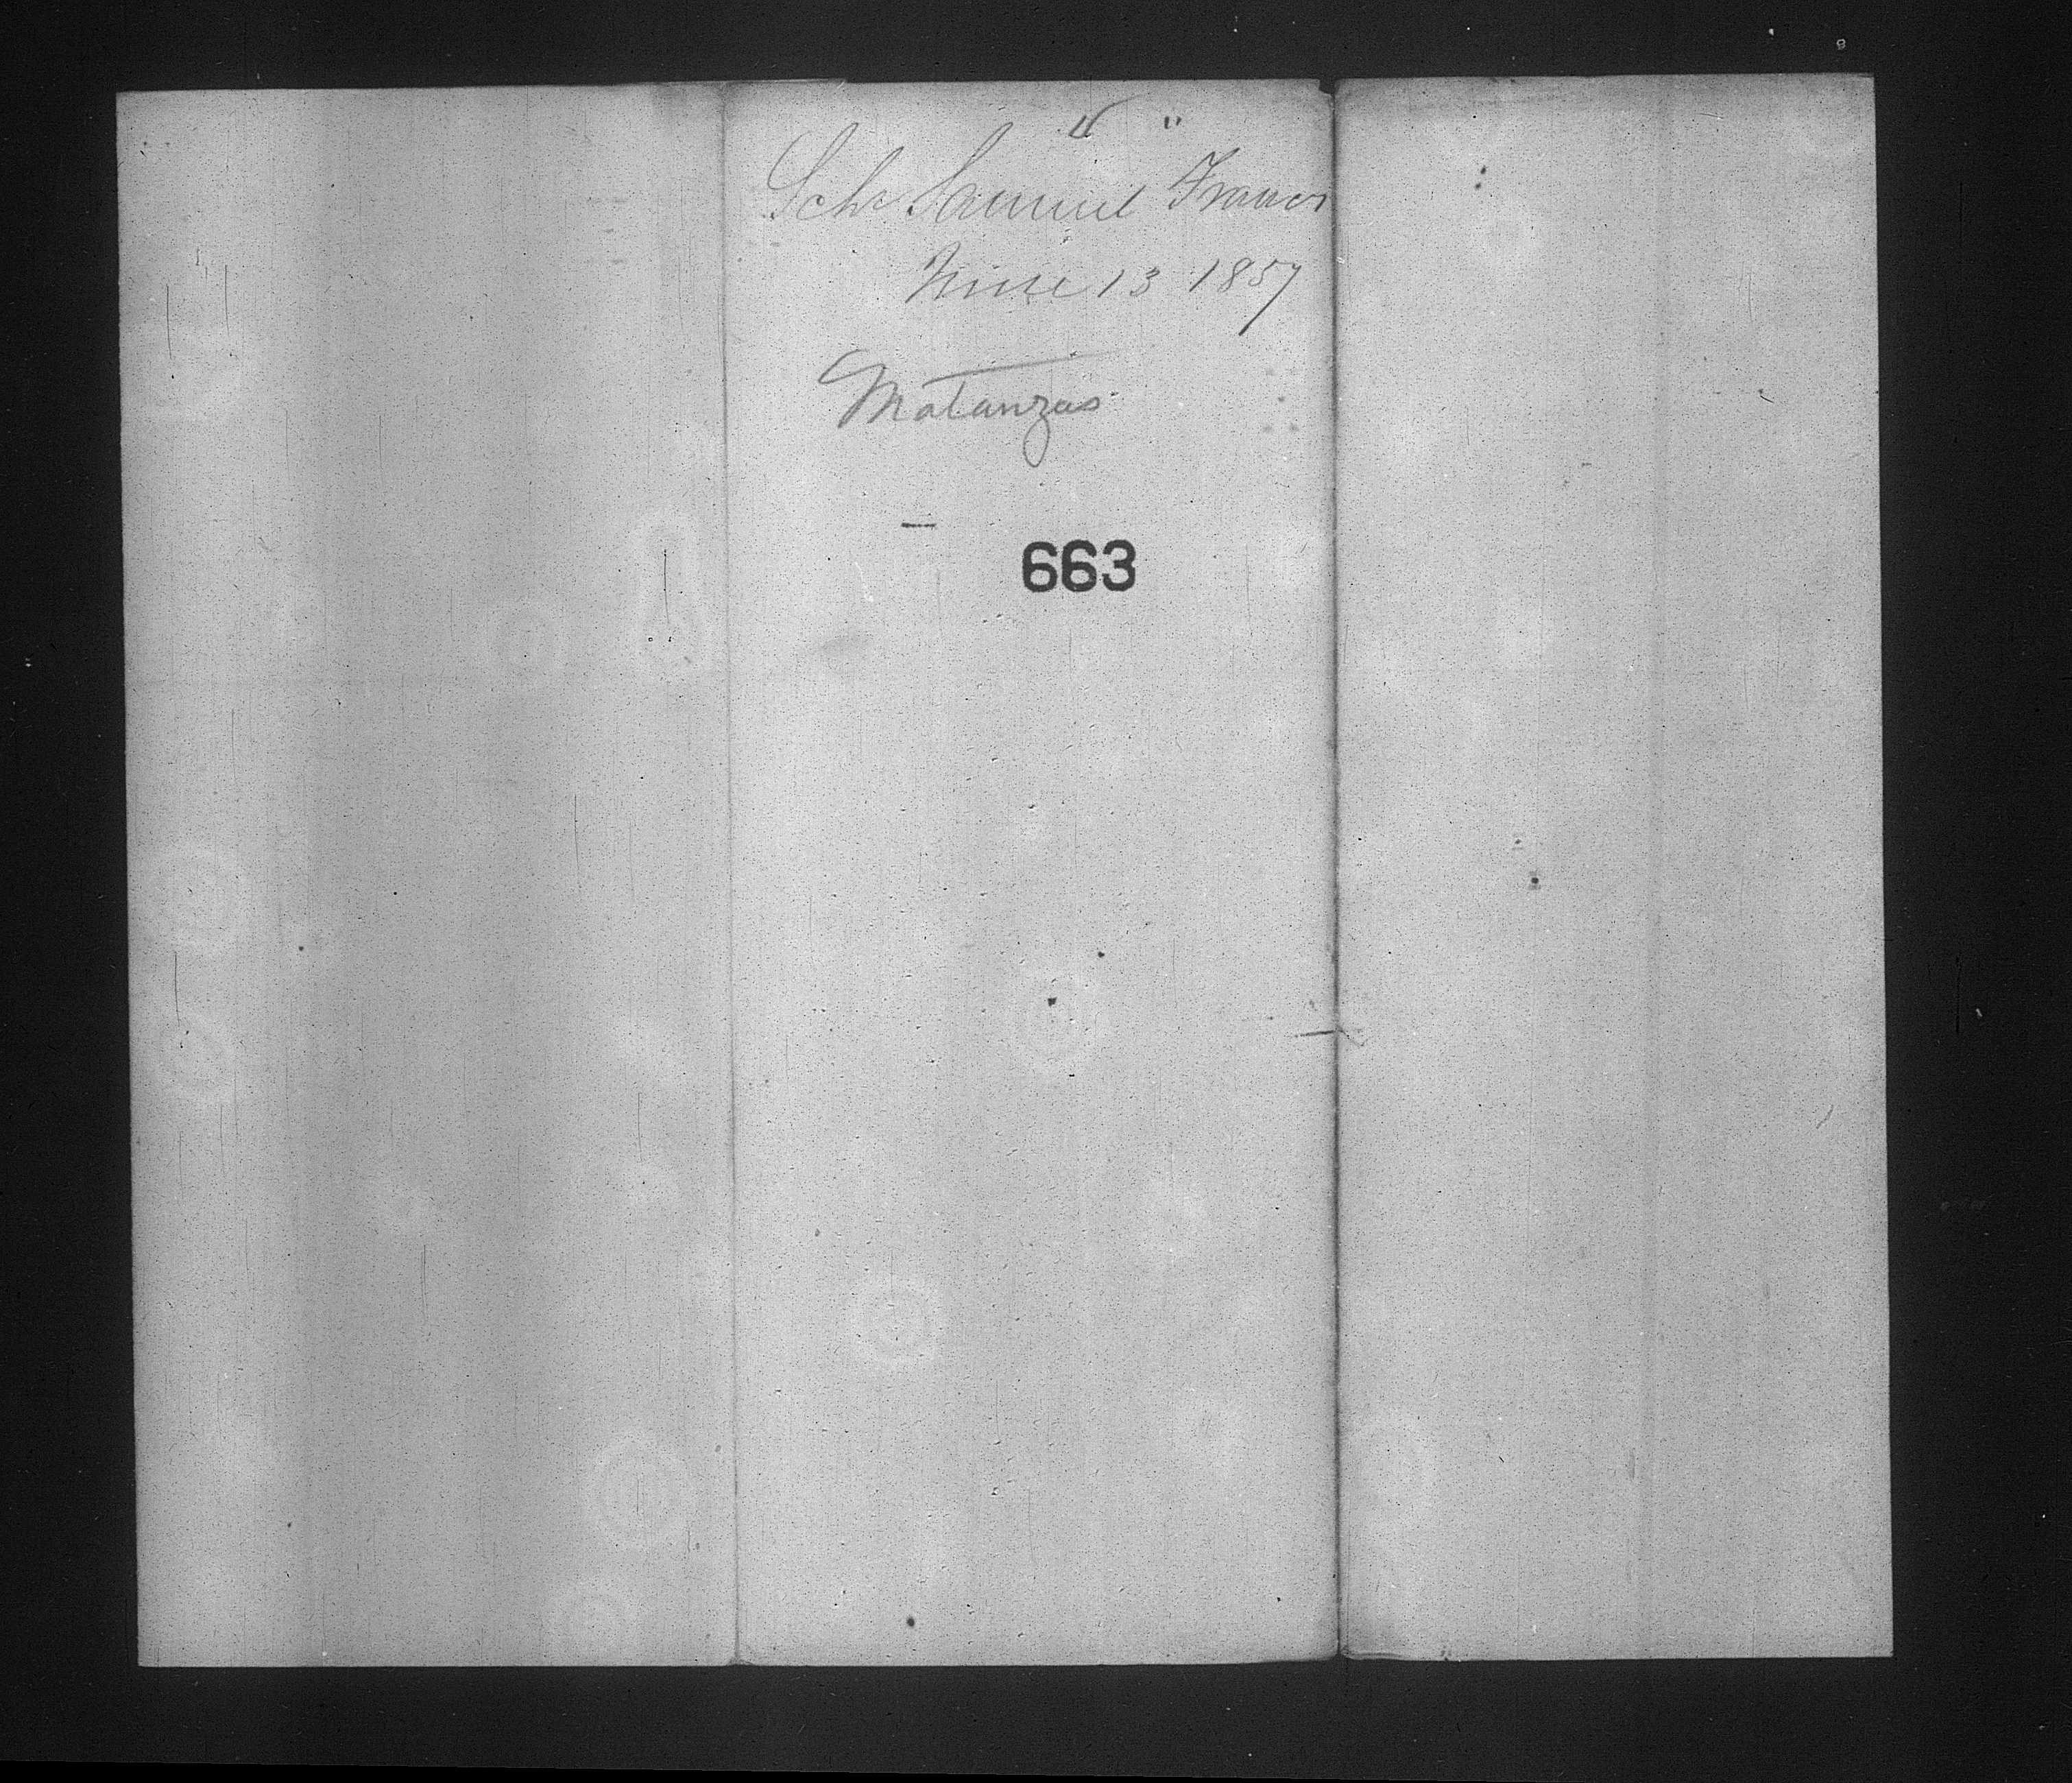 Schr Samuel Francis
June 13 1857
Matanzas
663